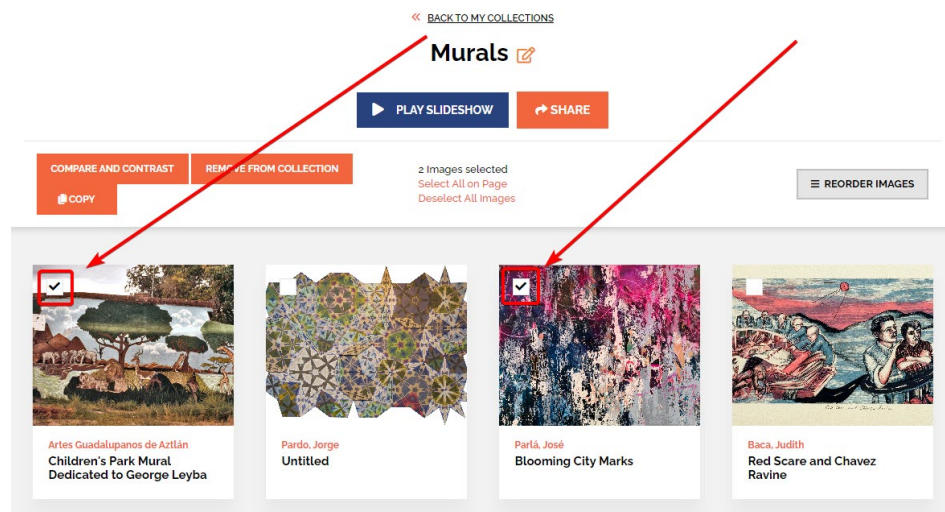 « BACK TO MY COLLECTIONS
Murals
PLAY SLIDESHOW
SHARE
COMPARE AND CONTRAST
REMOVE FROM COLLECTION
COPY
2 Images selected
Select All on Page
Deselect All Images
REORDER IMAGES
Artes Guadalupanos de Aztlán
Children's Park Mural
Dedicated to George Leyba
Pardo, Jorge
Untitled
Parlá, José
Blooming City Marks
Baca, Judith
Red Scare and Chavez
Ravine